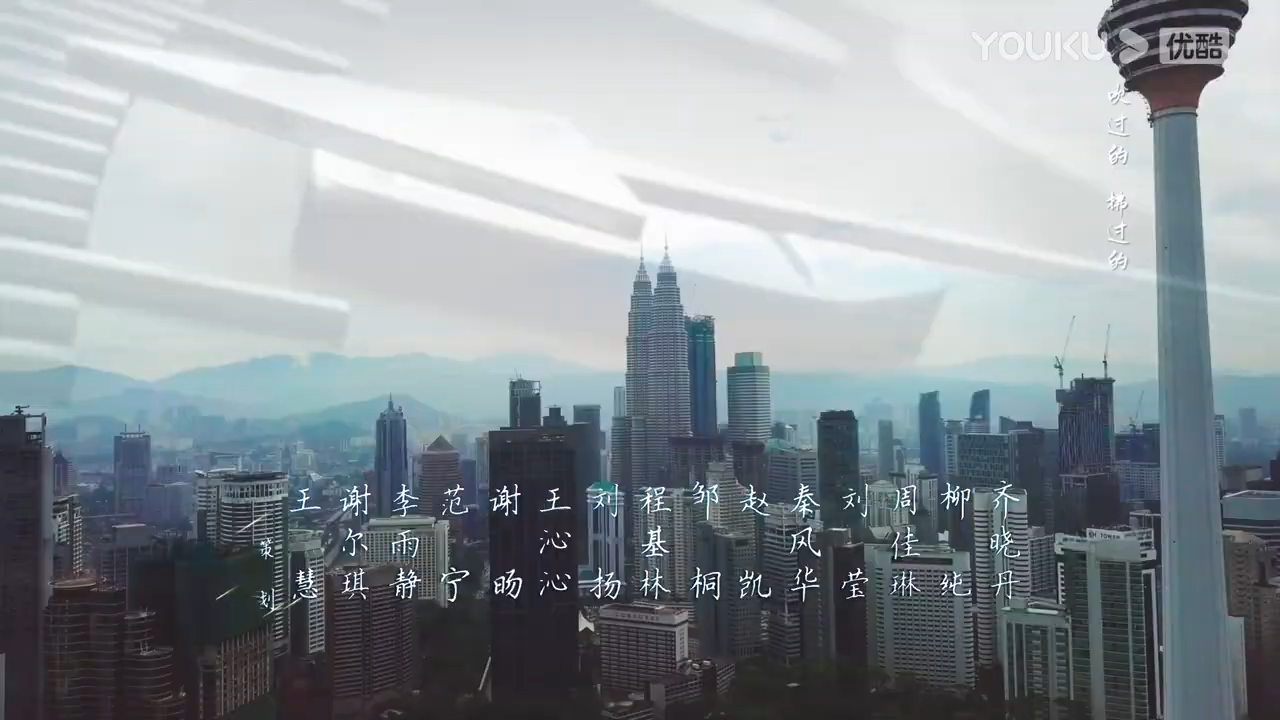 YOUKU 优酷
吹过的 梯过的
策划
王慧
谢尔琪
李雨静
范宁
谢旸
王沁沁
刘扬
程基林
邹桐
赵凯
秦风华
刘莹
周佳琳
柳纯
齐晓丹